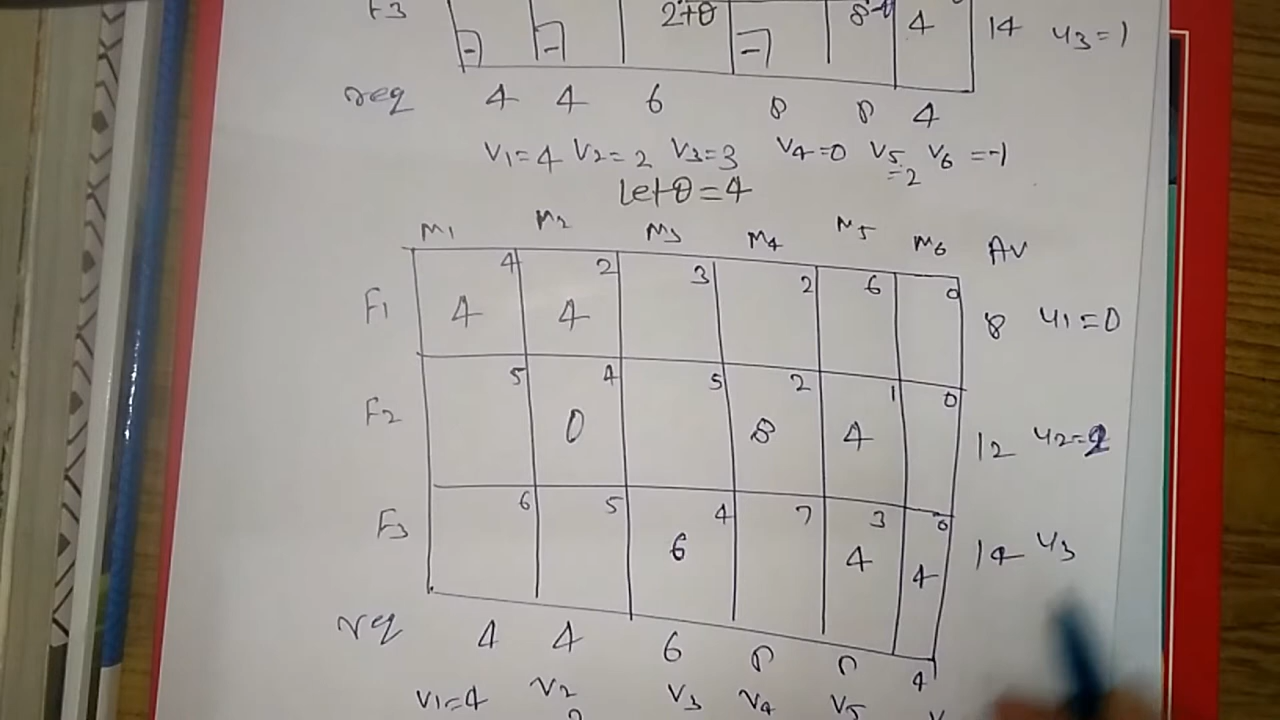 F3 2+θ 8-θ 4 14 u3=1
- - -
req 4 4 6 8 8 4
V1=4 V2=2 V3=3 V4=0 V5=2 V6=-1
Let θ=4
M1 M2 M3 M4 M5 M6 AV
4 2 3 2 6 0
F1 4 4 8 u1=0
5 4 5 2 1 0
F2 0 8 4 12 u2=2
6 5 4 7 3 0
F3 6 4 4 14 u3
req 4 4 6 8 8 4
V1=4 V2 V3 V4 V5 V
2